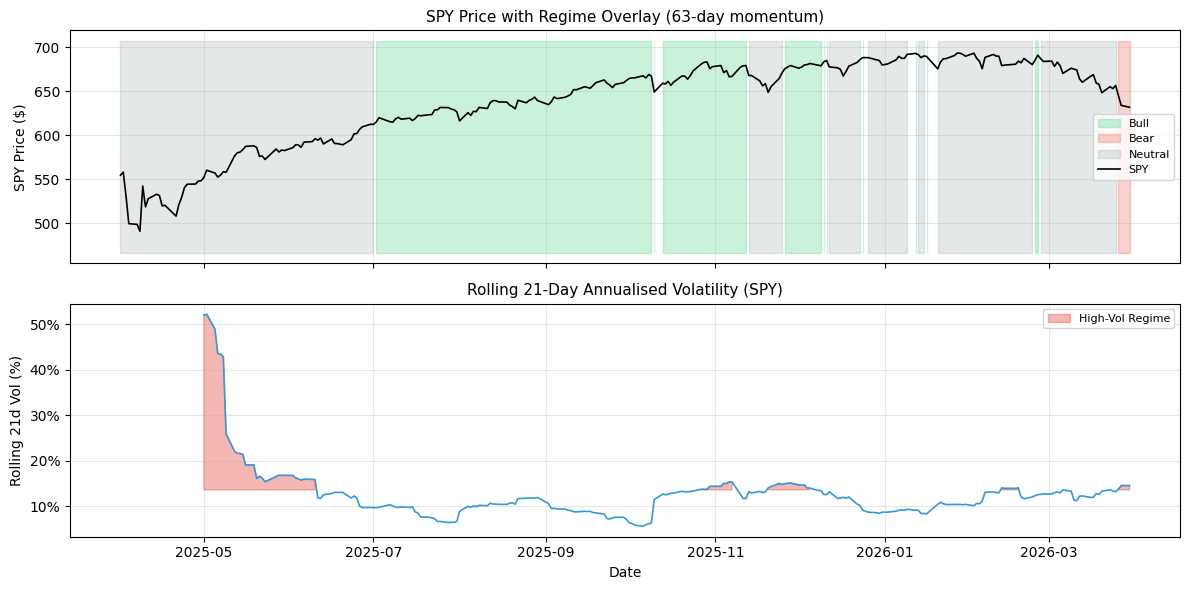 SPY Price with Regime Overlay (63-day momentum)
SPY Price ($)
700
650
600
550
500
Bull
Bear
Neutral
SPY
Rolling 21-Day Annualised Volatility (SPY)
Rolling 21d Vol (%)
50%
40%
30%
20%
10%
High-Vol Regime
2025-05
2025-07
2025-09
2025-11
2026-01
2026-03
Date